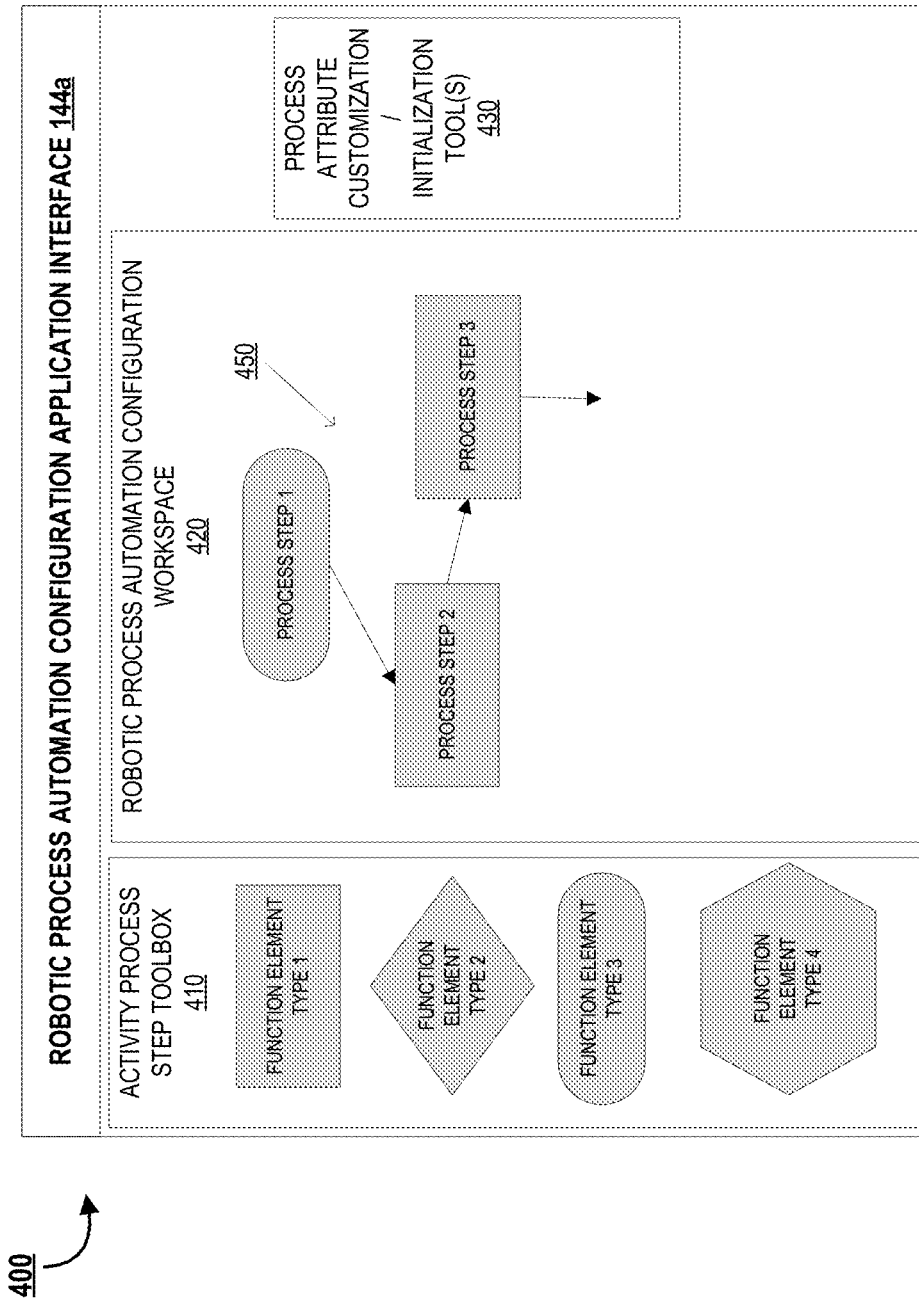 400
ROBOTIC PROCESS AUTOMATION CONFIGURATION APPLICATION INTERFACE 144a
ACTIVITY PROCESS
STEP TOOLBOX
410
FUNCTION ELEMENT
TYPE 1
FUNCTION
ELEMENT
TYPE 2
FUNCTION ELEMENT
TYPE 3
FUNCTION
ELEMENT
TYPE 4
ROBOTIC PROCESS AUTOMATION CONFIGURATION
WORKSPACE
420
PROCESS STEP 1
450
PROCESS STEP 2
PROCESS STEP 3
PROCESS
ATTRIBUTE
CUSTOMIZATION
/
INITIALIZATION
TOOL(S)
430